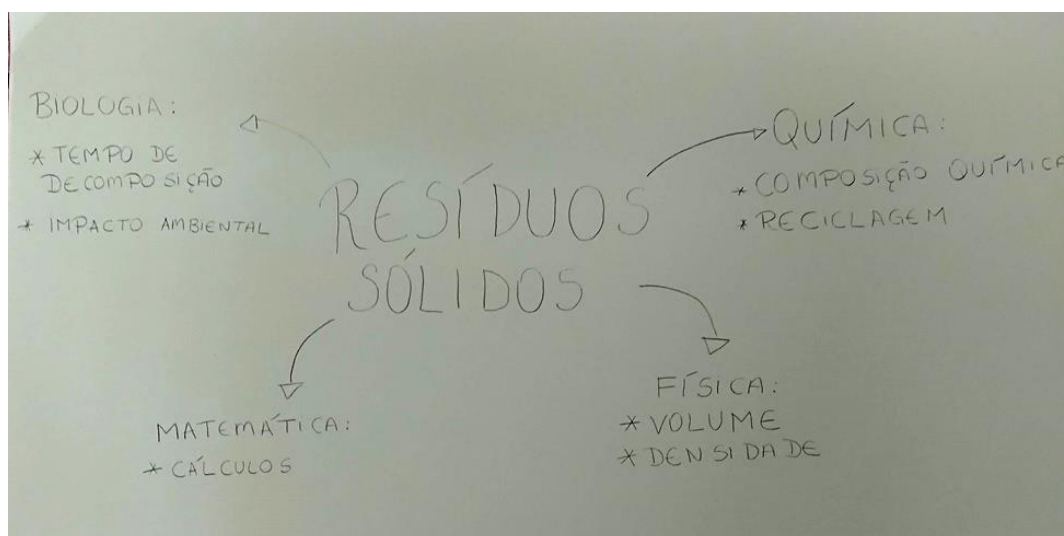 BIOLOGIA:
* TEMPO DE
DECOMPOSIÇÃO
* IMPACTO AMBIENTAL
RESÍDUOS
SÓLIDOS
QUÍMICA:
* COMPOSIÇÃO QUÍMICA
* RECICLAGEM
MATEMÁTICA:
* CÁLCULOS
FÍSICA:
* VOLUME
* DENSIDADE